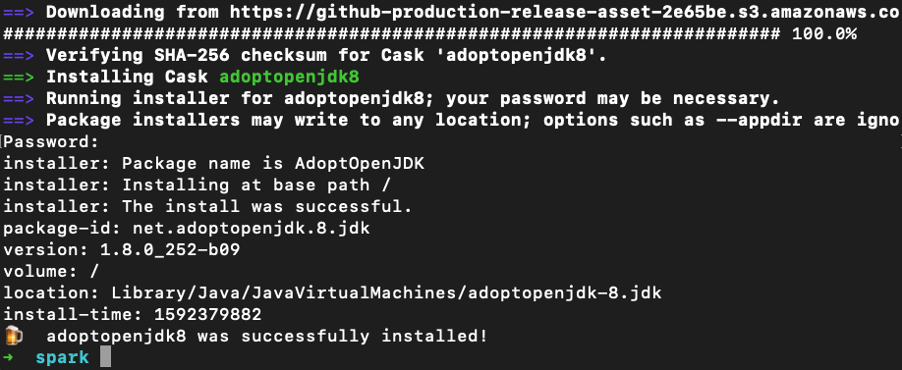 ==> Downloading from https://github-production-release-asset-2e65be.s3.amazonaws.co
######################################################################## 100.0%
==> Verifying SHA-256 checksum for Cask 'adoptopenjdk8'.
==> Installing Cask adoptopenjdk8
==> Running installer for adoptopenjdk8; your password may be necessary.
==> Package installers may write to any location; options such as --appdir are igno
Password:
installer: Package name is AdoptOpenJDK
installer: Installing at base path /
installer: The install was successful.
package-id: net.adoptopenjdk.8.jdk
version: 1.8.0_252-b09
volume: /
location: Library/Java/JavaVirtualMachines/adoptopenjdk-8.jdk
install-time: 1592379882
🍺 adoptopenjdk8 was successfully installed!
→ spark